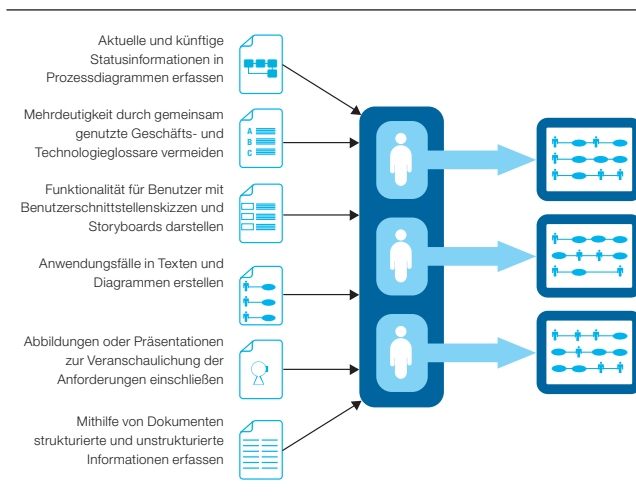 Aktuelle und künftige
Statusinformationen in
Prozessdiagrammen erfassen
Mehrdeutigkeit durch gemeinsam
genutzte Geschäfts- und
Technologieglossare vermeiden
A
B
C
Funktionalität für Benutzer mit
Benutzerschnittstellenskizzen und
Storyboards darstellen
Anwendungsfälle in Texten und
Diagrammen erstellen
Abbildungen oder Präsentationen
zur Veranschaulichung der
Anforderungen einschließen
Mithilfe von Dokumenten
strukturierte und unstrukturierte
Informationen erfassen